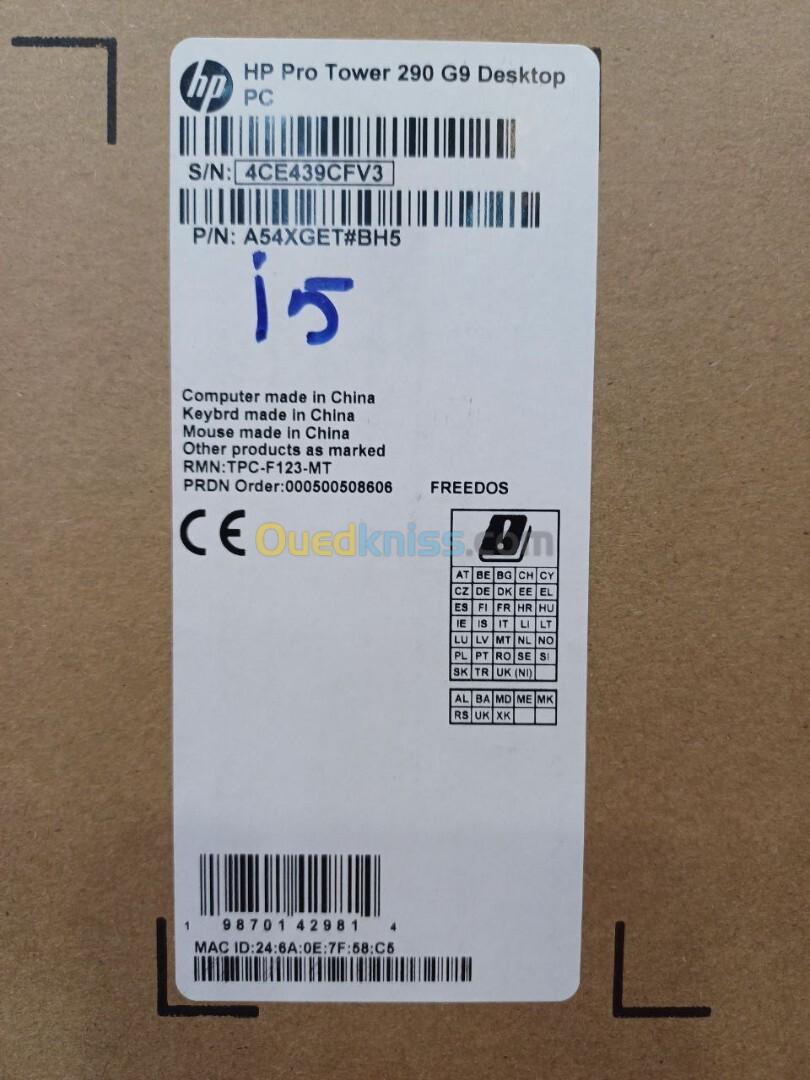 hp
HP Pro Tower 290 G9 Desktop
PC
S/N: 4CE439CFV3
P/N: A54XGET#BH5
i5
Computer made in China
Keybrd made in China
Mouse made in China
Other products as marked
RMN:TPC-F123-MT
PRDN Order:000500508606
FREEDOS
CE
Ouedkniss.com
AT BE BG CH CY
CZ DE DK EE EL
ES FI FR HR HU
IE IS IT LI LT
LU LV MT NL NO
PL PT RO SE SI
SK TR UK (NI)
AL BA MD ME MK
RS UK XK
1 98701 42981 4
MAC ID:24:6A:0E:7F:58:C5